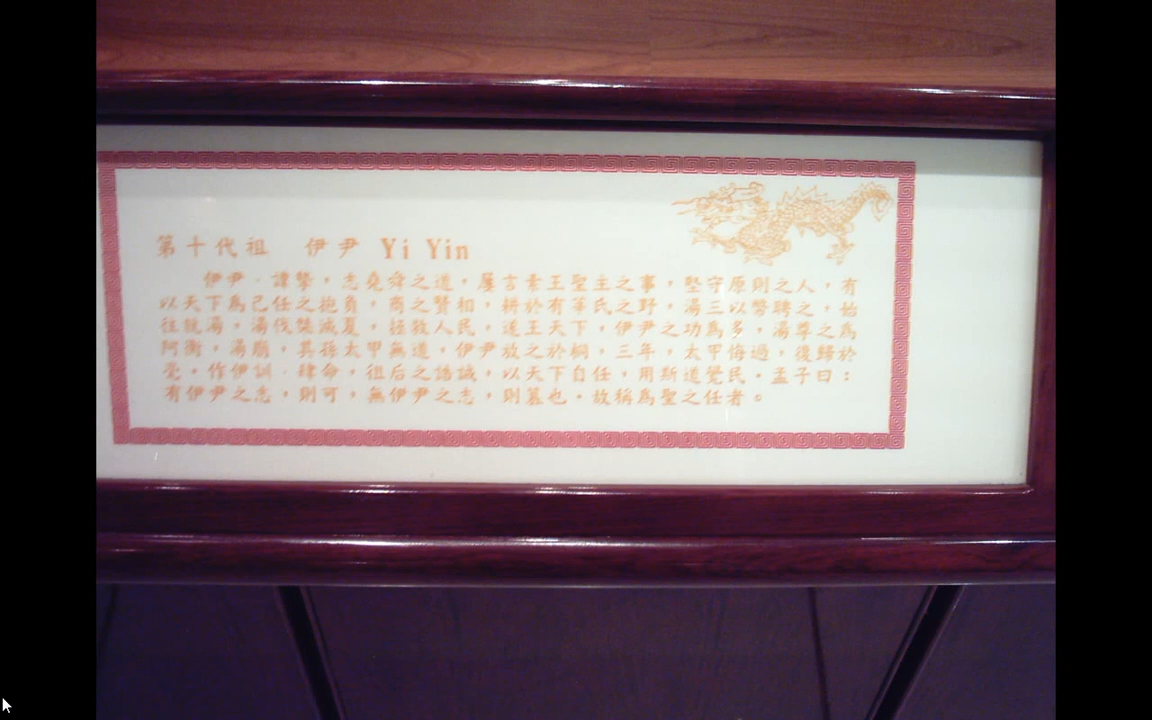 第十代祖 伊尹 Yi Yin
伊尹,諱摯,志堯舜之道,屢言素王聖主之事,堅守原則之人,有
以天下為己任之抱負,商之賢相,耕於有莘氏之野,湯三以幣聘之,始
往就湯,湯伐桀滅夏,拯救人民,遂王天下,伊尹之功為多,湯尊之為
阿衡,湯崩,其孫太甲無道,伊尹放之於桐,三年,太甲悔過,復歸於
亳,作伊訓、肆命,徂后之誥誡,以天下自任,用斯道覺民,孟子曰:
有伊尹之志,則可,無伊尹之志,則篡也,故稱為聖之任者。